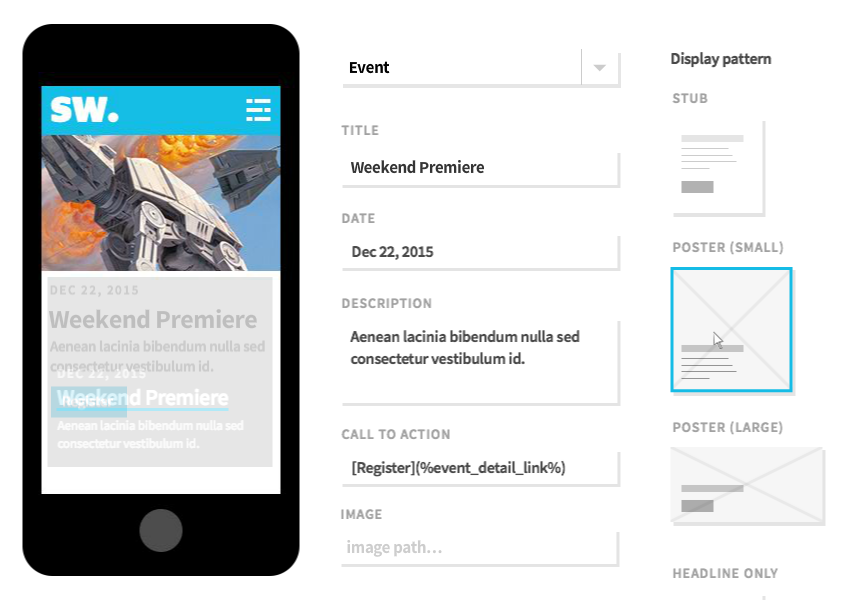 SW.
DEC 22, 2015
Weekend Premiere
Aenean lacinia bibendum nulla sed
consectetur vestibulum id.
DEC 22, 2015
Register
Weekend Premiere
Aenean lacinia bibendum nulla sed
consectetur vestibulum id.
Event
TITLE
Weekend Premiere
DATE
Dec 22, 2015
DESCRIPTION
Aenean lacinia bibendum nulla sed
consectetur vestibulum id.
CALL TO ACTION
[Register](%event_detail_link%)
IMAGE
image path...
Display pattern
STUB
POSTER (SMALL)
POSTER (LARGE)
HEADLINE ONLY